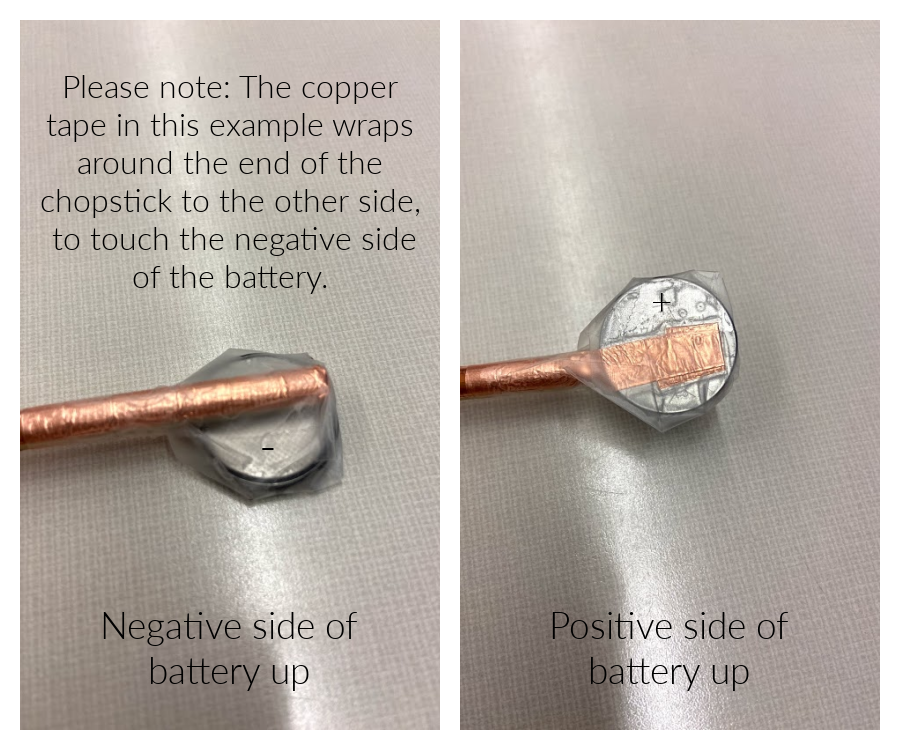 Please note: The copper
tape in this example wraps
around the end of the
chopstick to the other side,
to touch the negative side
of the battery.
-
Negative side of
battery up
+
Positive side of
battery up